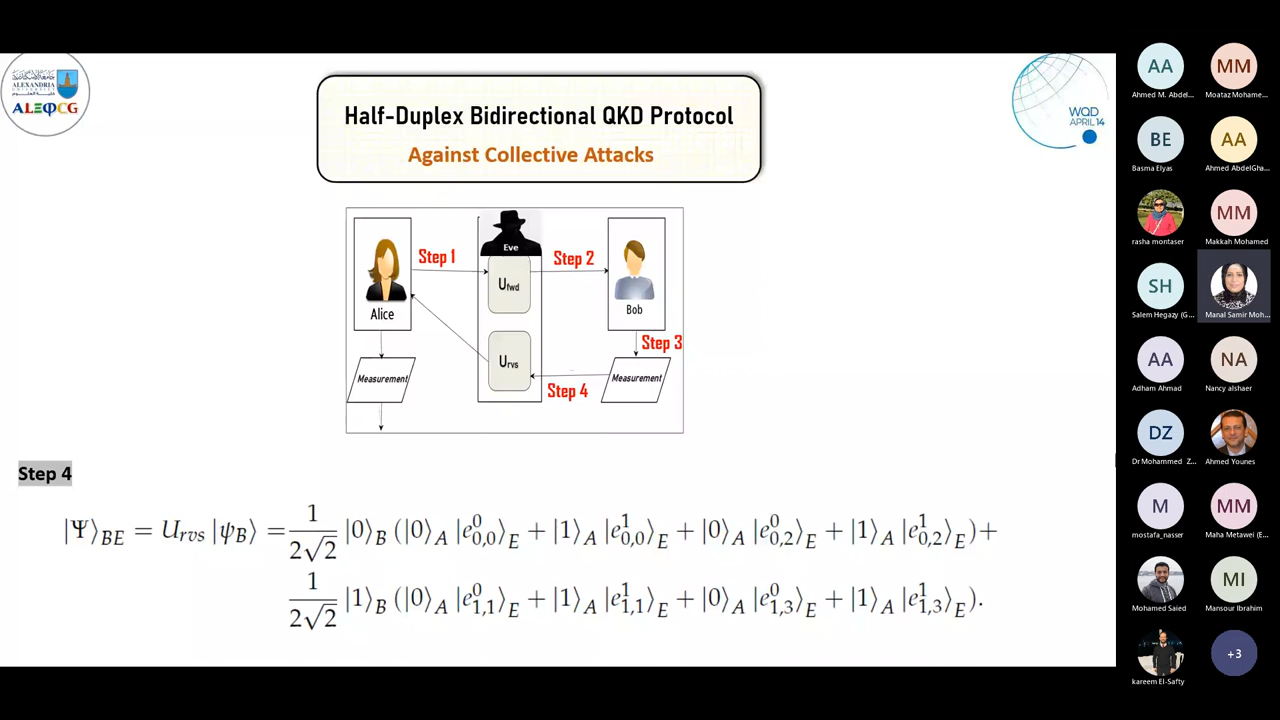 ALEXANDRIA
UNIVERSITY
ALEΦCG
Half-Duplex Bidirectional QKD Protocol
Against Collective Attacks
WQD
APRIL 14
Eve
Step 1
Step 2
U_fwd
Alice
Bob
Step 3
U_rvs
Measurement
Measurement
Step 4
Step 4
|Ψ⟩_BE = U_rvs |ψ_B⟩ = 1/(2√2) |0⟩_B (|0⟩_A |e^0_{0,0}⟩_E + |1⟩_A |e^1_{0,0}⟩_E + |0⟩_A |e^0_{0,2}⟩_E + |1⟩_A |e^1_{0,2}⟩_E) +
1/(2√2) |1⟩_B (|0⟩_A |e^0_{1,1}⟩_E + |1⟩_A |e^1_{1,1}⟩_E + |0⟩_A |e^0_{1,3}⟩_E + |1⟩_A |e^1_{1,3}⟩_E).
AA MM
Ahmed M. Abdel... Moataz Mohame...
BE AA
Basma Elyas Ahmed AbdelGha...
MM
rasha montaser Makkah Mohamed
SH
Salem Hegazy (G... Manal Samir Moh...
AA NA
Adham Ahmad Nancy alshaer
DZ
Dr Mohammed Z... Ahmed Younes
M MM
mostafa_nasser Maha Metawei (E...
MI
Mohamed Saied Mansour Ibrahim
+3
kareem El-Safty